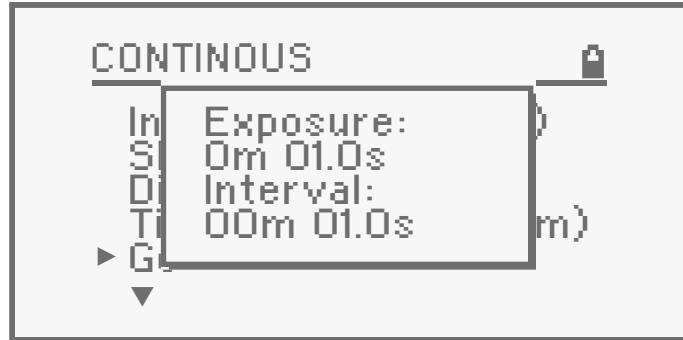 CONTINOUS
Exposure:
0m 01.0s
Interval:
00m 01.0s